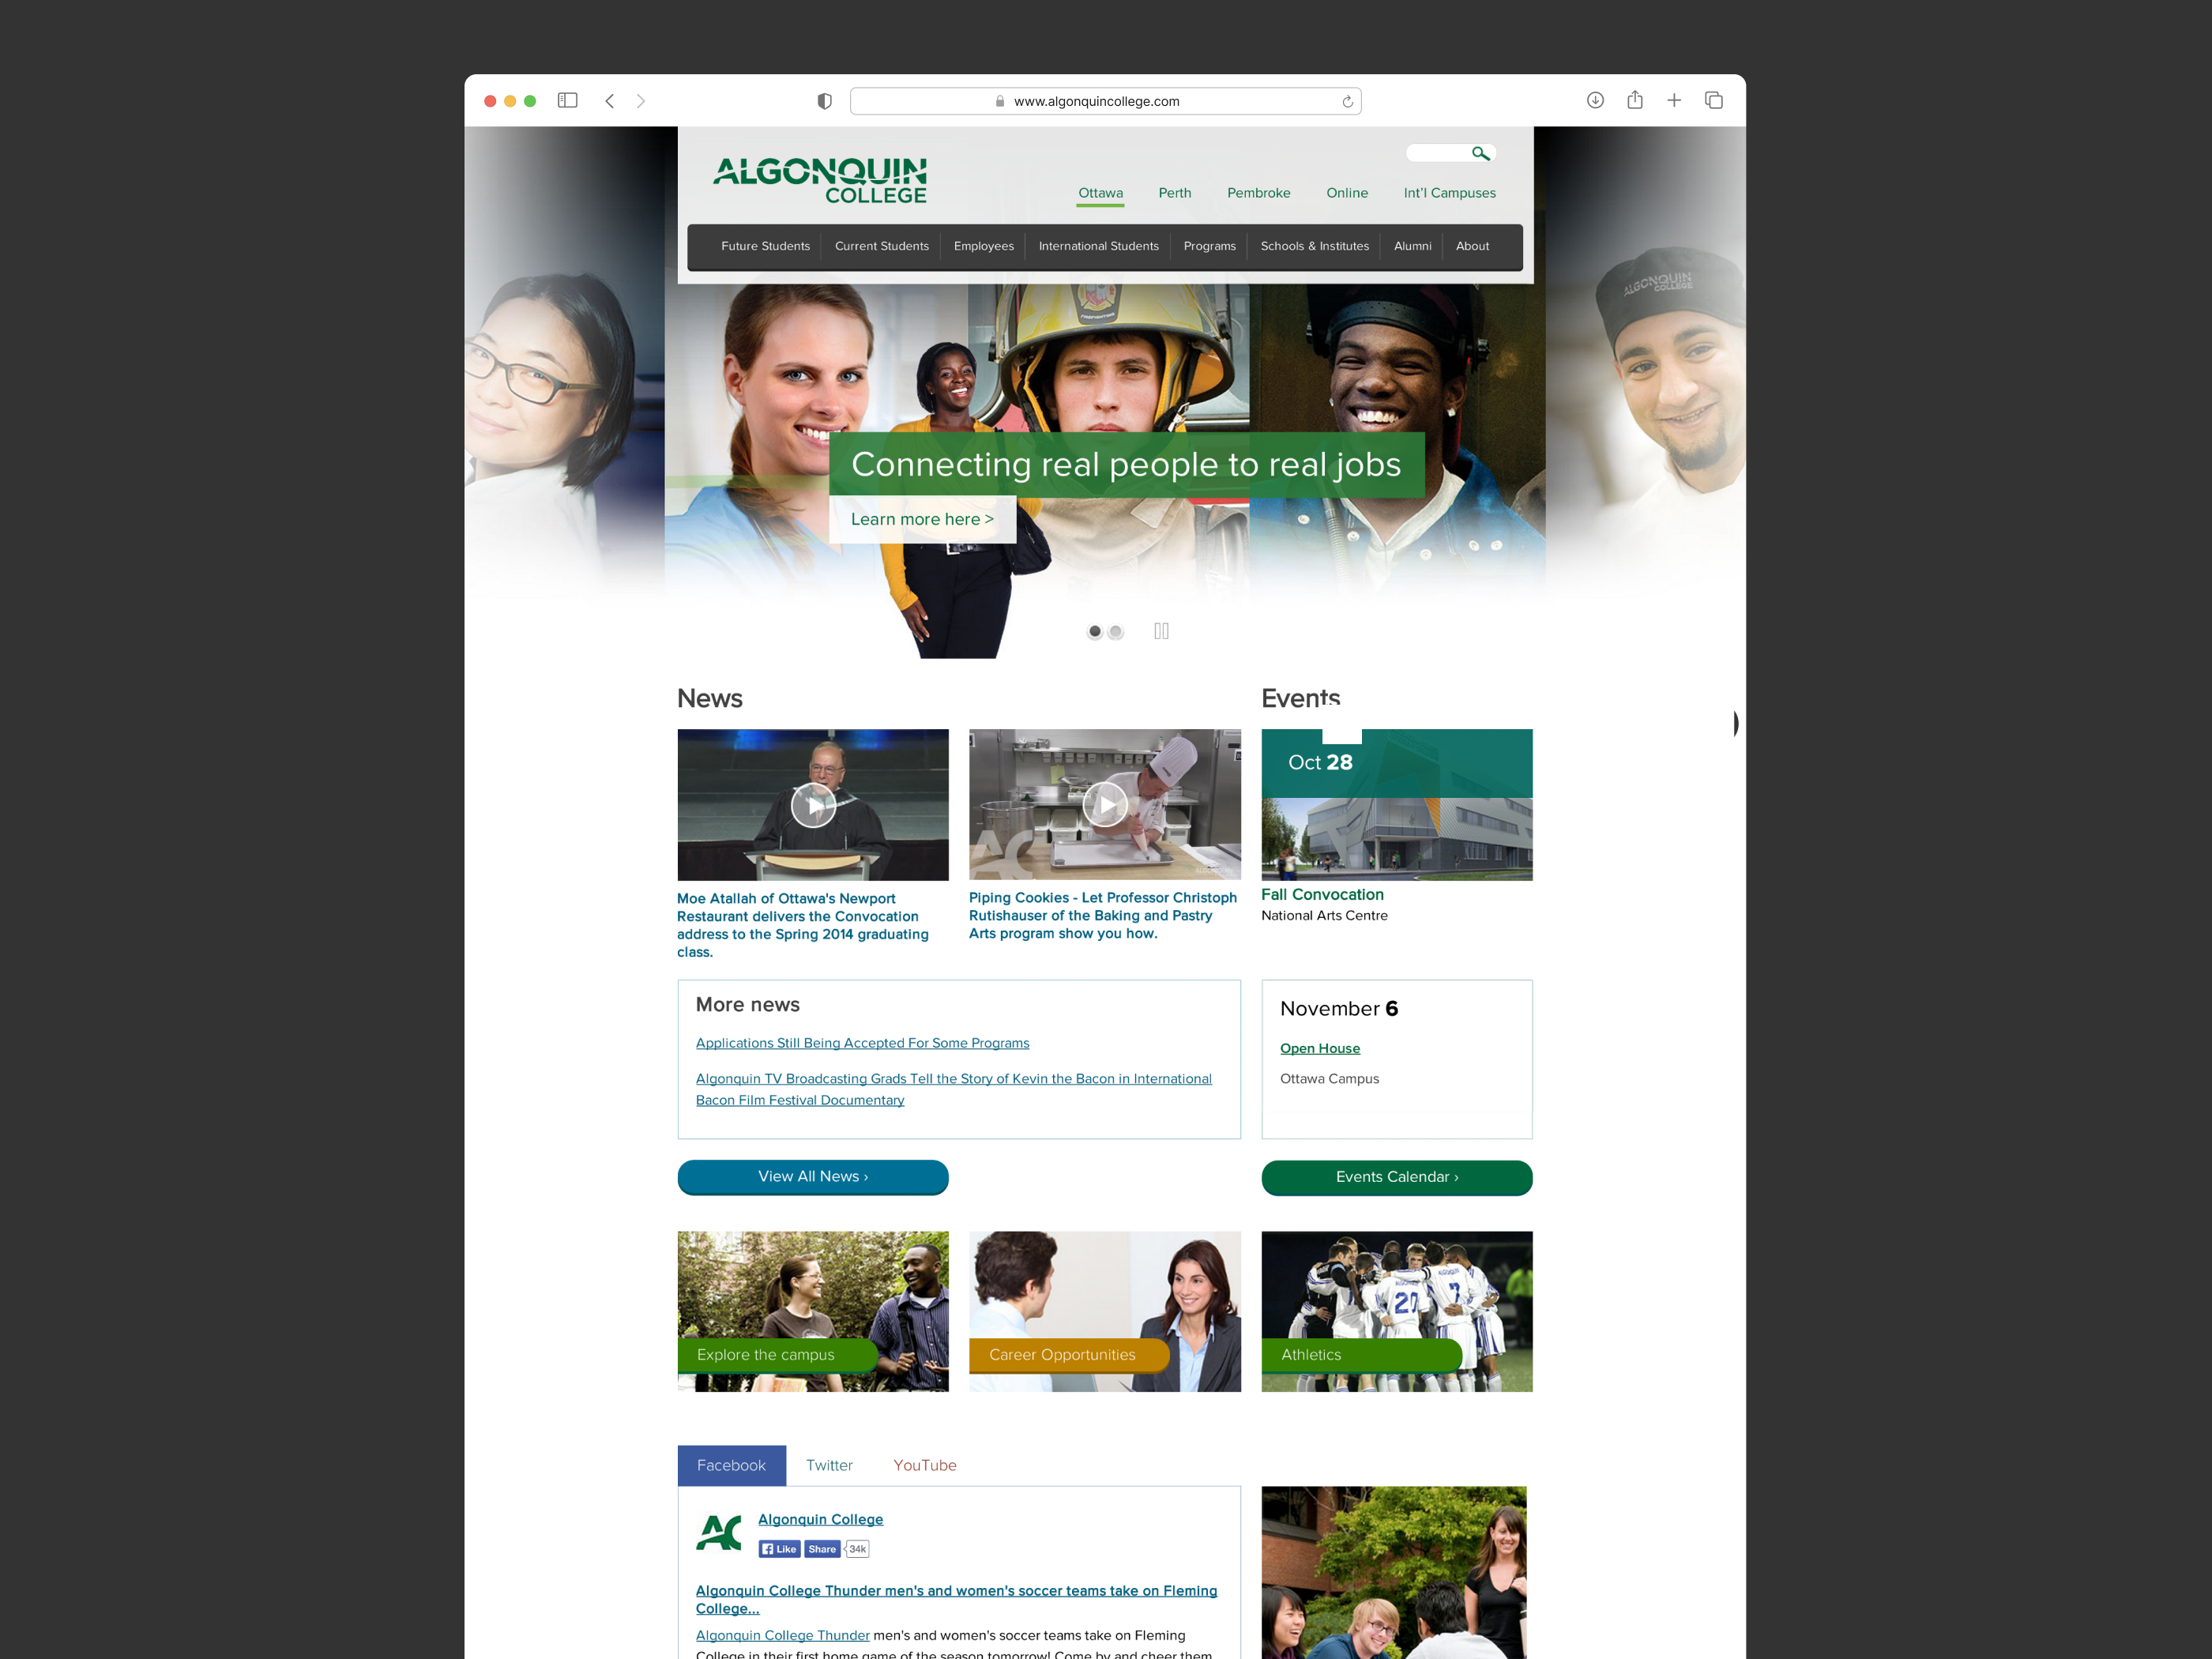 www.algonquincollege.com
ALGONQUIN
COLLEGE
Ottawa Perth Pembroke Online Int'l Campuses
Future Students Current Students Employees International Students Programs Schools & Institutes Alumni About
ALGONQUIN
COLLEGE
FIREFIGHTERS
Connecting real people to real jobs
Learn more here >
News
Events
Oct 28
AC
Moe Atallah of Ottawa's Newport
Restaurant delivers the Convocation
address to the Spring 2014 graduating
class.
Piping Cookies - Let Professor Christoph
Rutishauser of the Baking and Pastry
Arts program show you how.
Fall Convocation
National Arts Centre
More news
Applications Still Being Accepted For Some Programs
Algonquin TV Broadcasting Grads Tell the Story of Kevin the Bacon in International
Bacon Film Festival Documentary
November 6
Open House
Ottawa Campus
View All News ›
Events Calendar ›
ALGONQUIN
20
7
Explore the campus
Career Opportunities
Athletics
Facebook Twitter YouTube
AC
Algonquin College
Like Share 34k
Algonquin College Thunder men's and women's soccer teams take on Fleming
College...
Algonquin College Thunder men's and women's soccer teams take on Fleming
College in their first home game of the season tomorrow! Come by and cheer them